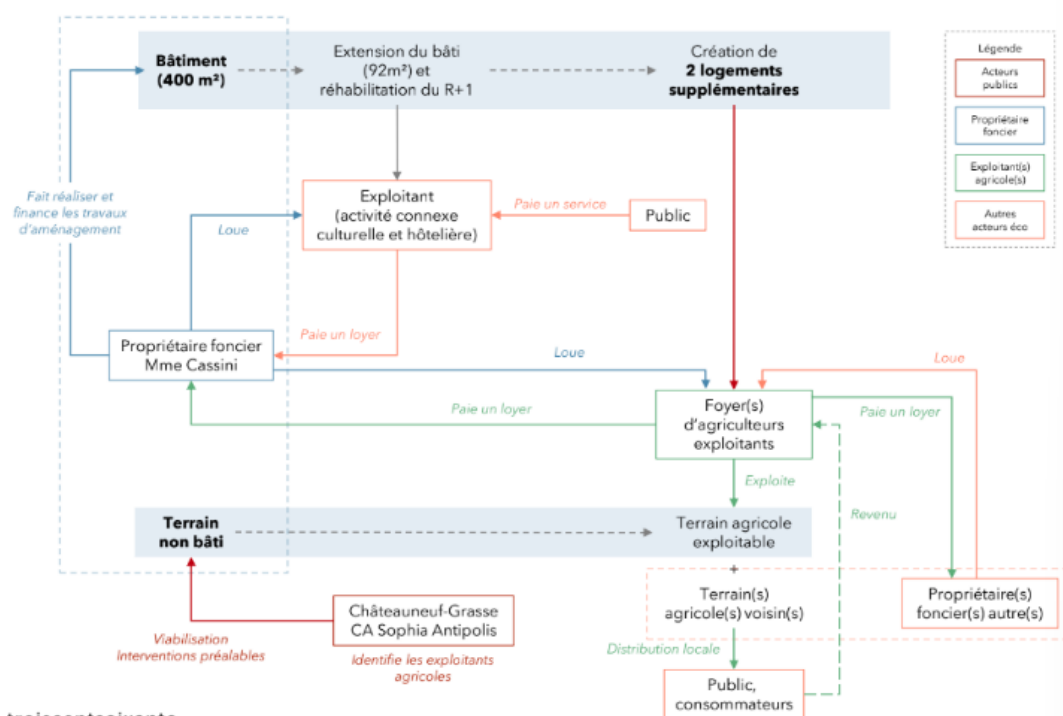 Bâtiment
(400 m²)
Extension du bâti
(92m²) et
réhabilitation du R+1
Création de
2 logements
supplémentaires
Légende
Acteurs
publics
Propriétaire
foncier
Exploitant(s)
agricole(s)
Autres
acteurs éco
Fait réaliser et
finance les travaux
d'aménagement
Loue
Exploitant
(activité connexe
culturelle et hôtelière)
Paie un service
Public
Paie un loyer
Propriétaire foncier
Mme Cassini
Loue
Loue
Paie un loyer
Foyer(s)
d'agriculteurs
exploitants
Paie un loyer
Exploite
Revenu
Terrain
non bâti
Terrain agricole
exploitable
+
Terrain(s)
agricole(s) voisin(s)
Propriétaire(s)
foncier(s) autre(s)
Châteauneuf-Grasse
CA Sophia Antipolis
Viabilisation
Interventions préalables
Identifie les exploitants
agricoles
Distribution locale
Public,
consommateurs